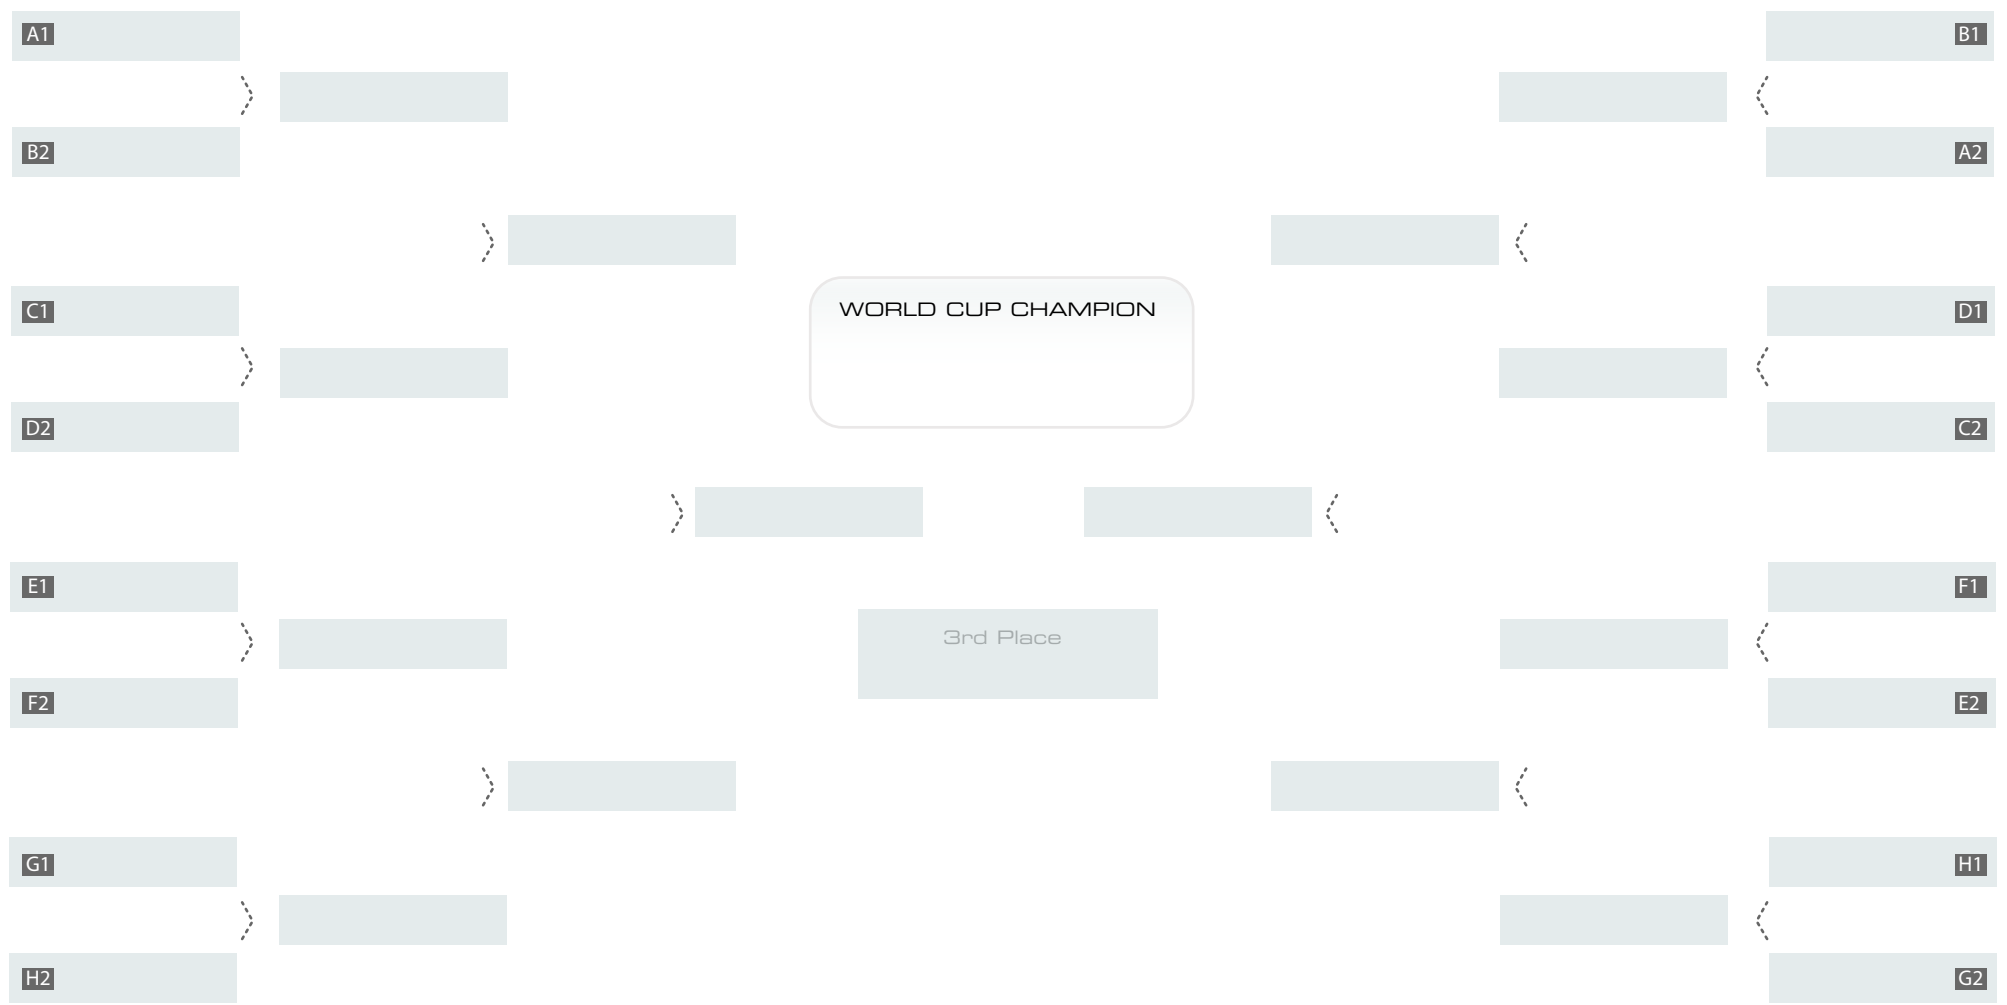 A1
B1
B2
A2
WORLD CUP CHAMPION
C1
D1
D2
C2
E1
F1
3rd Place
F2
E2
G1
H1
H2
G2